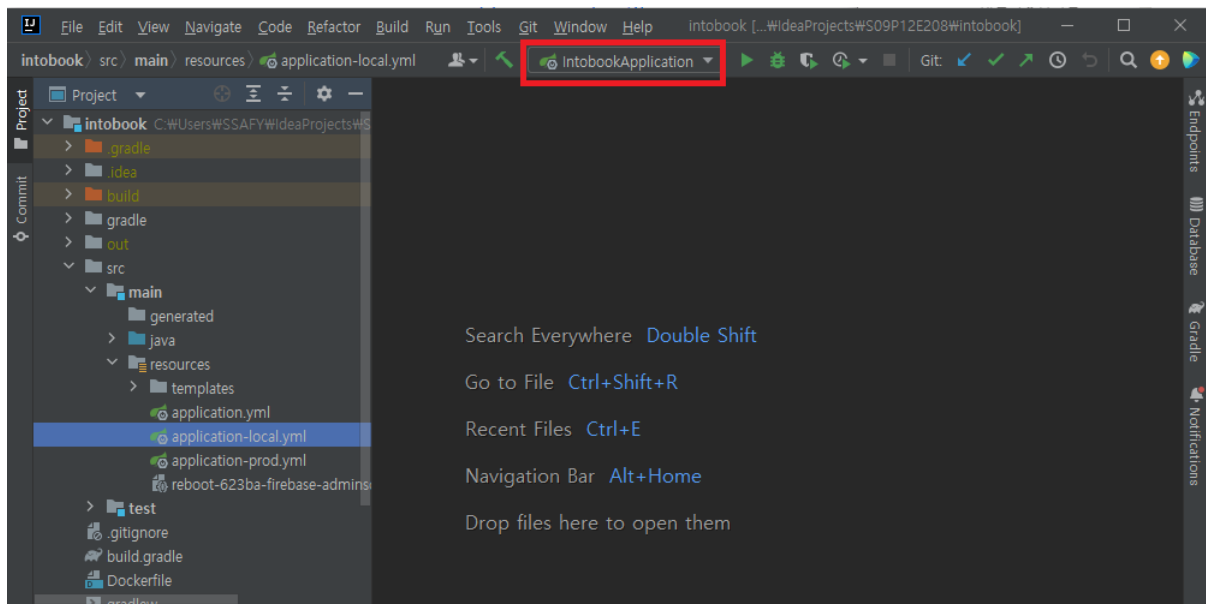 File Edit View Navigate Code Refactor Build Run Tools Git Window Help intobook [...₩IdeaProjects₩S09P12E208₩intobook]
intobook 〉 src 〉 main 〉 resources 〉 application-local.yml IntobookApplication Git:
Project
intobook C:₩Users₩SSAFY₩IdeaProjects₩S
.gradle
.idea
build
gradle
out
src
main
generated
java
resources
templates
application.yml
application-local.yml
application-prod.yml
reboot-623ba-firebase-admins
test
.gitignore
build.gradle
Dockerfile
gradlew
Project
Commit
Search Everywhere Double Shift
Go to File Ctrl+Shift+R
Recent Files Ctrl+E
Navigation Bar Alt+Home
Drop files here to open them
Endpoints
Database
Gradle
Notifications